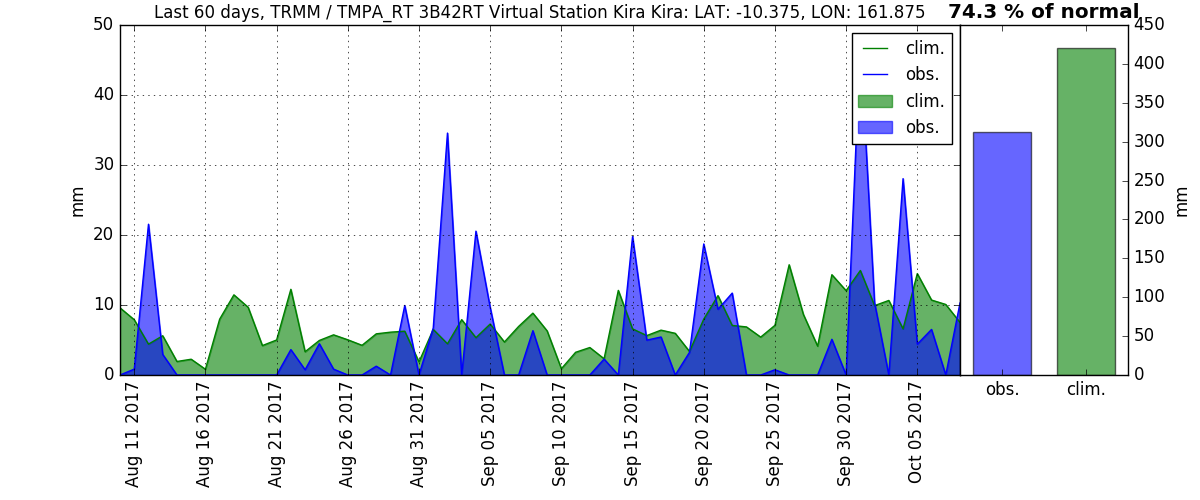 Last 60 days, TRMM / TMPA_RT 3B42RT Virtual Station Kira Kira: LAT: -10.375, LON: 161.875
74.3 % of normal
50
40
30
20
10
0
mm
clim.
obs.
clim.
obs.
Aug 11 2017
Aug 16 2017
Aug 21 2017
Aug 26 2017
Aug 31 2017
Sep 05 2017
Sep 10 2017
Sep 15 2017
Sep 20 2017
Sep 25 2017
Sep 30 2017
Oct 05 2017
450
400
350
300
250
200
150
100
50
0
mm
obs.
clim.